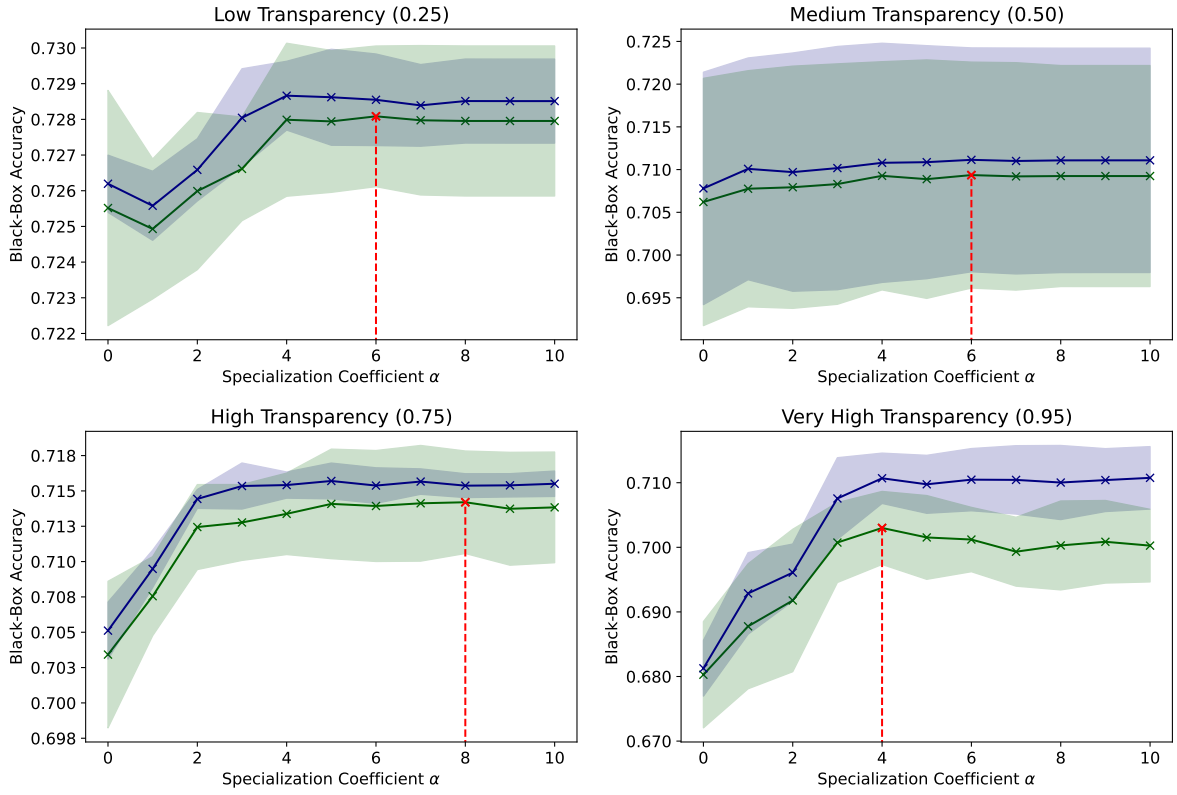 Low Transparency (0.25)
0.730
0.729
0.728
0.727
0.726
0.725
0.724
0.723
0.722
Black-Box Accuracy
0 2 4 6 8 10
Specialization Coefficient α
Medium Transparency (0.50)
0.725
0.720
0.715
0.710
0.705
0.700
0.695
Black-Box Accuracy
0 2 4 6 8 10
Specialization Coefficient α
High Transparency (0.75)
0.718
0.715
0.713
0.710
0.708
0.705
0.703
0.700
0.698
Black-Box Accuracy
0 2 4 6 8 10
Specialization Coefficient α
Very High Transparency (0.95)
0.710
0.700
0.690
0.680
0.670
Black-Box Accuracy
0 2 4 6 8 10
Specialization Coefficient α